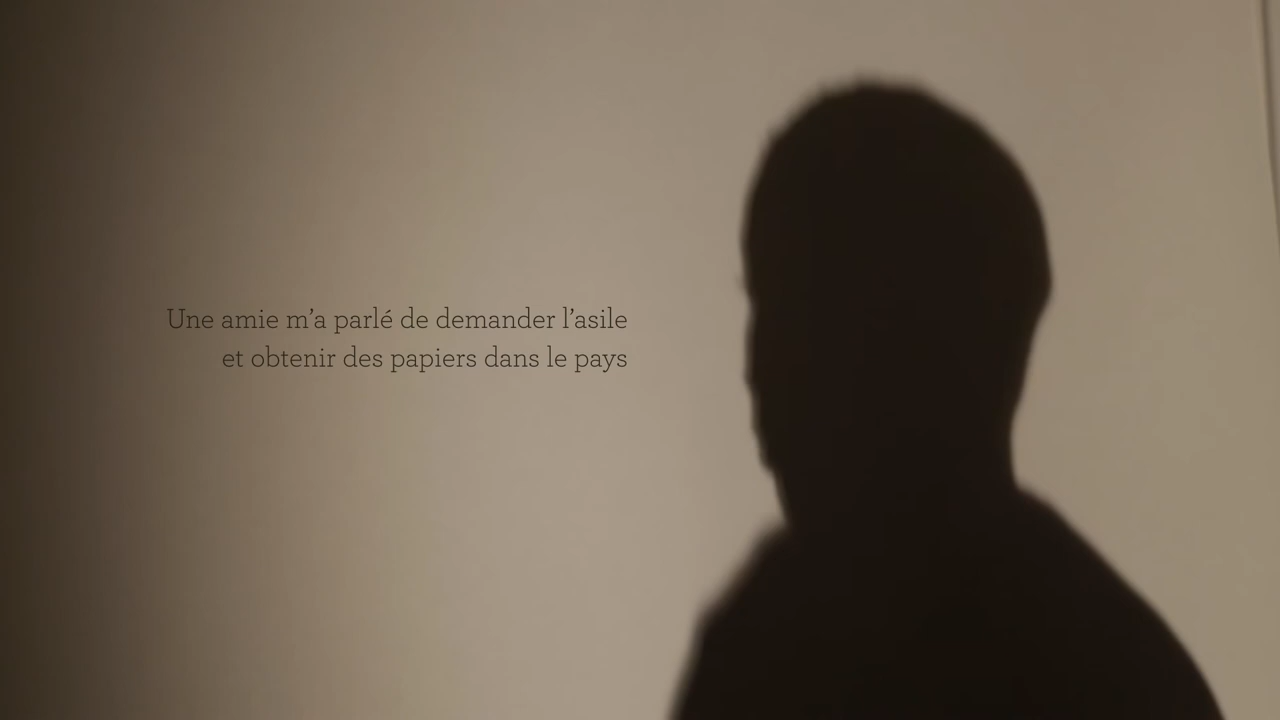 Une amie m’a parlé de demander l’asile
et obtenir des papiers dans le pays